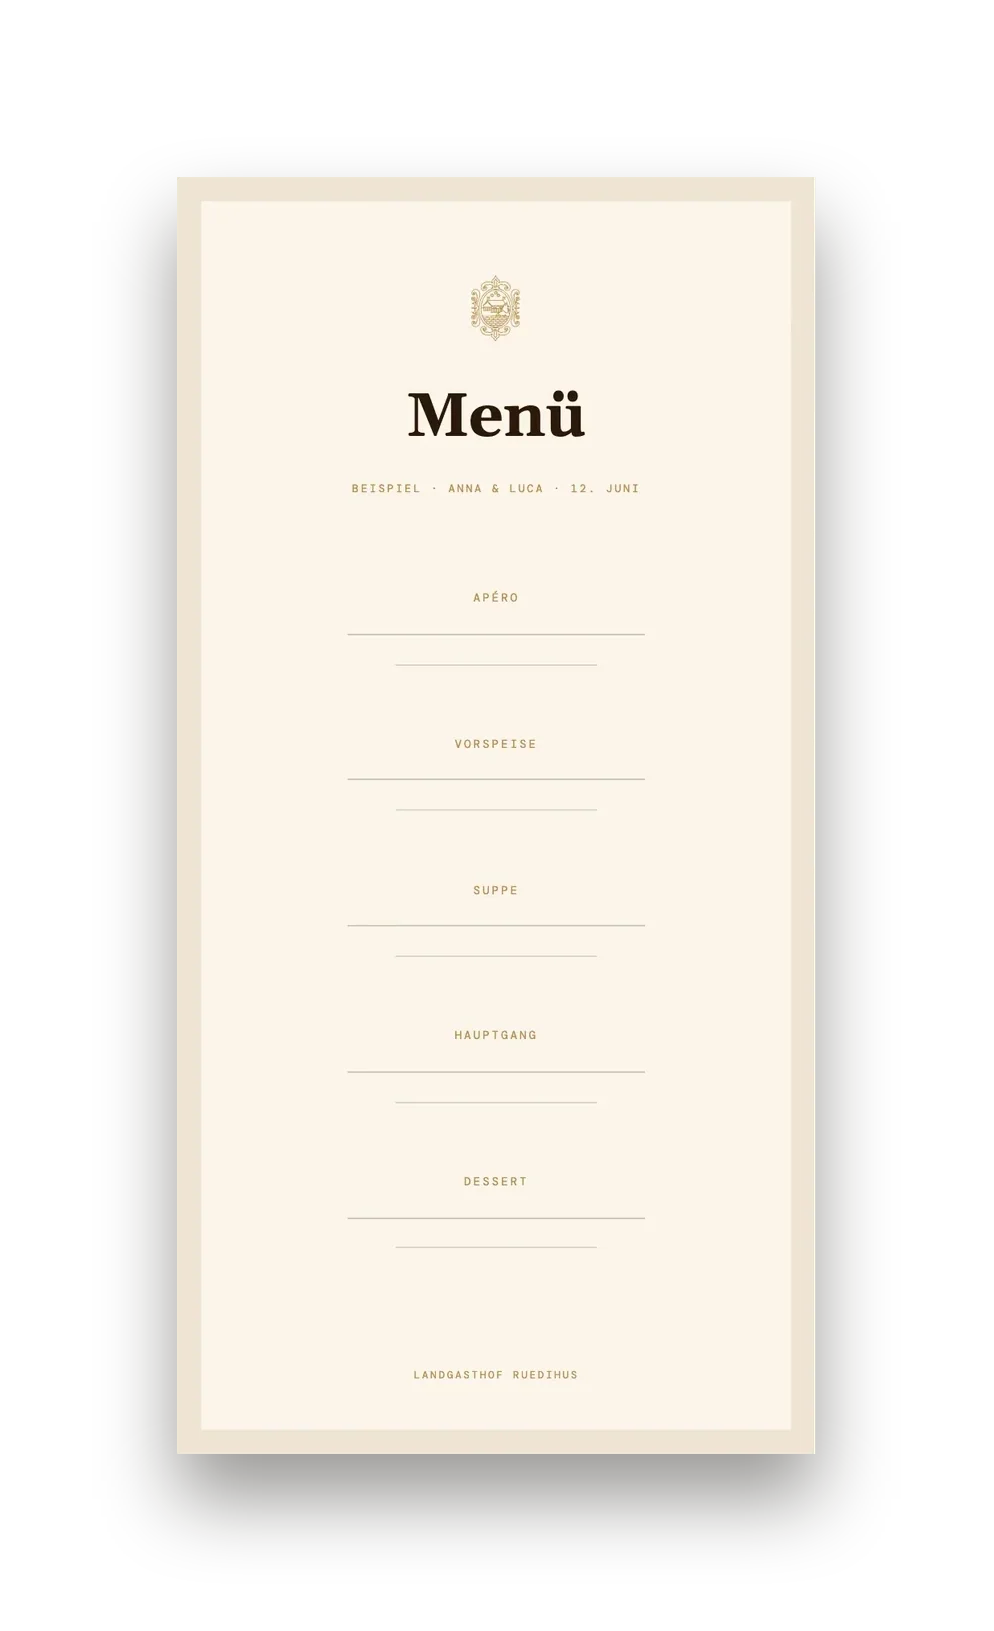 Menü
BEISPIEL · ANNA & LUCA · 12. JUNI
APÉRO
VORSPEISE
SUPPE
HAUPTGANG
DESSERT
LANDGASTHOF RUEDIHUS